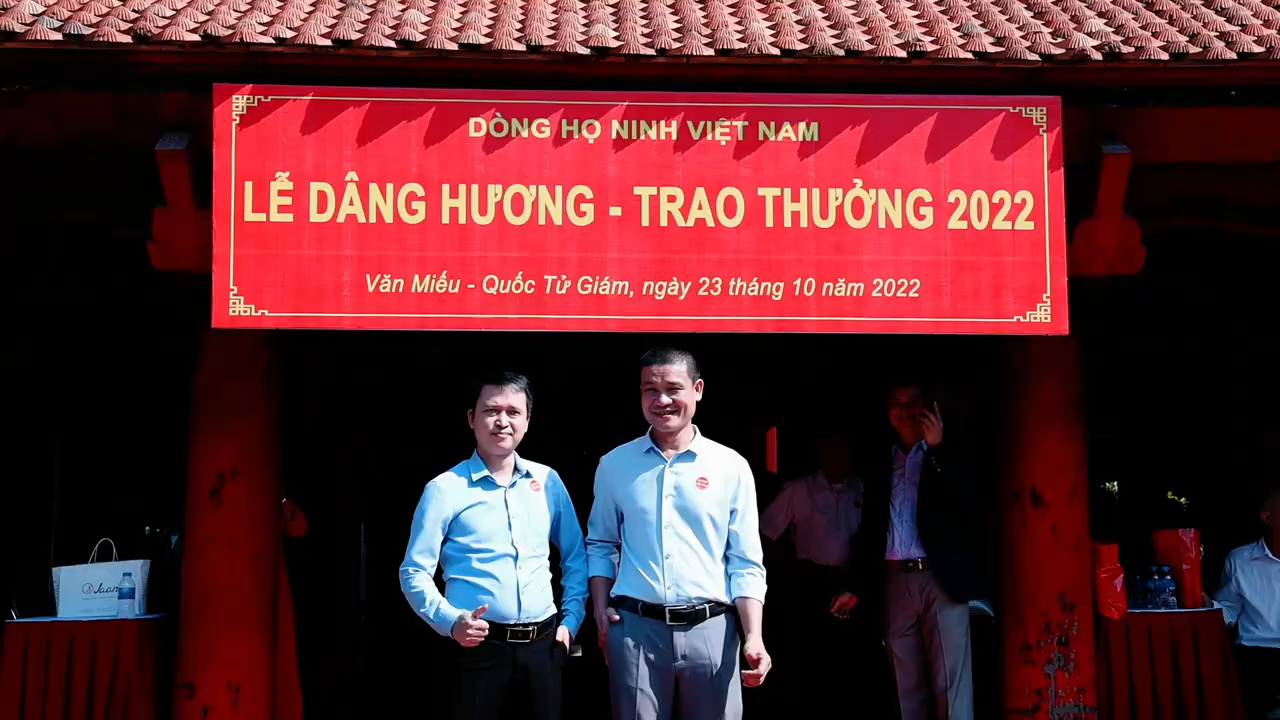 DÒNG HỌ NINH VIỆT NAM
LỄ DÂNG HƯƠNG - TRAO THƯỞNG 2022
Văn Miếu - Quốc Tử Giám, ngày 23 tháng 10 năm 2022
Jaan